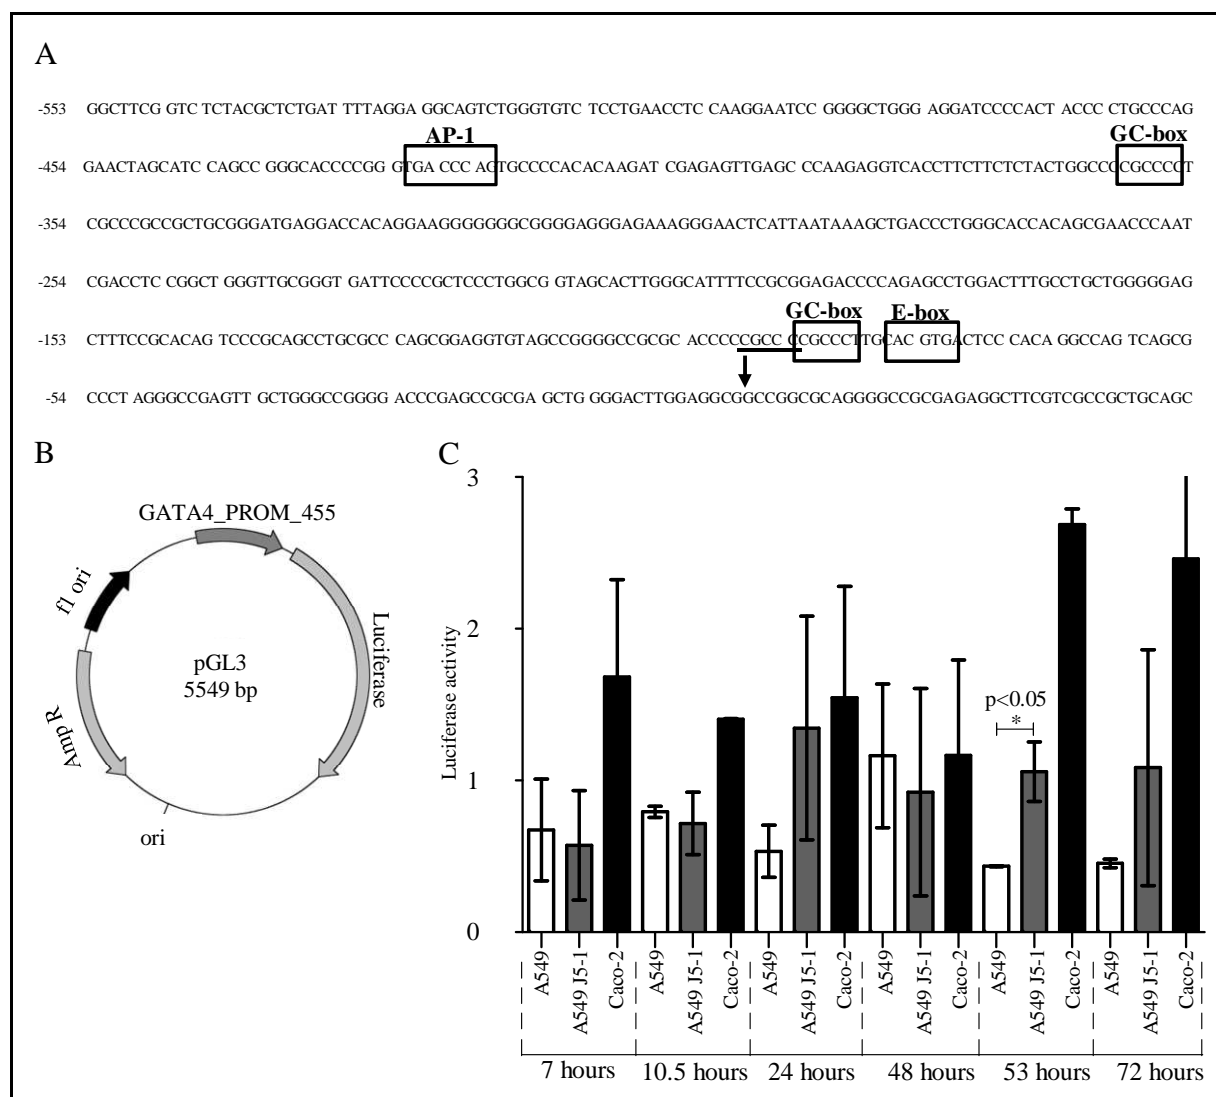 A
-553 GGCTTCG GTC TCTACGCTCTGAT TTTAGGA GGCAGTCTGGGTGTC TCCTGAACCTC CAAGGAATCC GGGGCTGGG AGGATCCCCACT ACCC CTGCCCAG
AP-1 GC-box
-454 GAACTAGCATC CAGCC GGGCACCCCGGG GTGA CCC AGTGCCCCACACAAGAT CGAGAGTTGAGC CCAAGAGGTCACCTTCTTCTCTACTGGCCCCGCCCCT
-354 CGCCCGCCGCTGCGGGATGAGGACCACAGGAAGGGGGGGCGGGGAGGGAGAAAGGGAACTCATTAATAAAGCTGACCCTGGGCACCACAGCGAACCCAAT
-254 CGACCTC CGGCT GGGTTGCGGGT GATTCCCCGCTCCCTGGCG GTAGCACTTGGGCATTTTCCGCGGAGACCCCAGAGCCTGGACTTTGCCTGCTGGGGGAG
GC-box E-box
-153 CTTTCCGCACAG TCCCGCAGCCTGCGCC CAGCGGAGGTGTAGCCGGGGCCGCGC ACCCCCCGCC CCGCCCTTGCAC GTGACTCC CACA GGCCAG TCAGCG
-54 CCCT AGGGCCGAGTT GCTGGGCCGGGG ACCCGAGCCGCGA GCTG GGGACTTGGAGGCGGCCGGCGCAGGGGCCGCGAGAGGCTTCGTCGCCGCTGCAGC
B
GATA4_PROM_455
f1 ori
Luciferase
pGL3
5549 bp
AmpR
ori
C
Luciferase activity
3
2
1
0
p<0.05
*
A549 A549 J5-1 Caco-2 A549 A549 J5-1 Caco-2 A549 A549 J5-1 Caco-2 A549 A549 J5-1 Caco-2 A549 A549 J5-1 Caco-2 A549 A549 J5-1 Caco-2
7 hours 10.5 hours 24 hours 48 hours 53 hours 72 hours